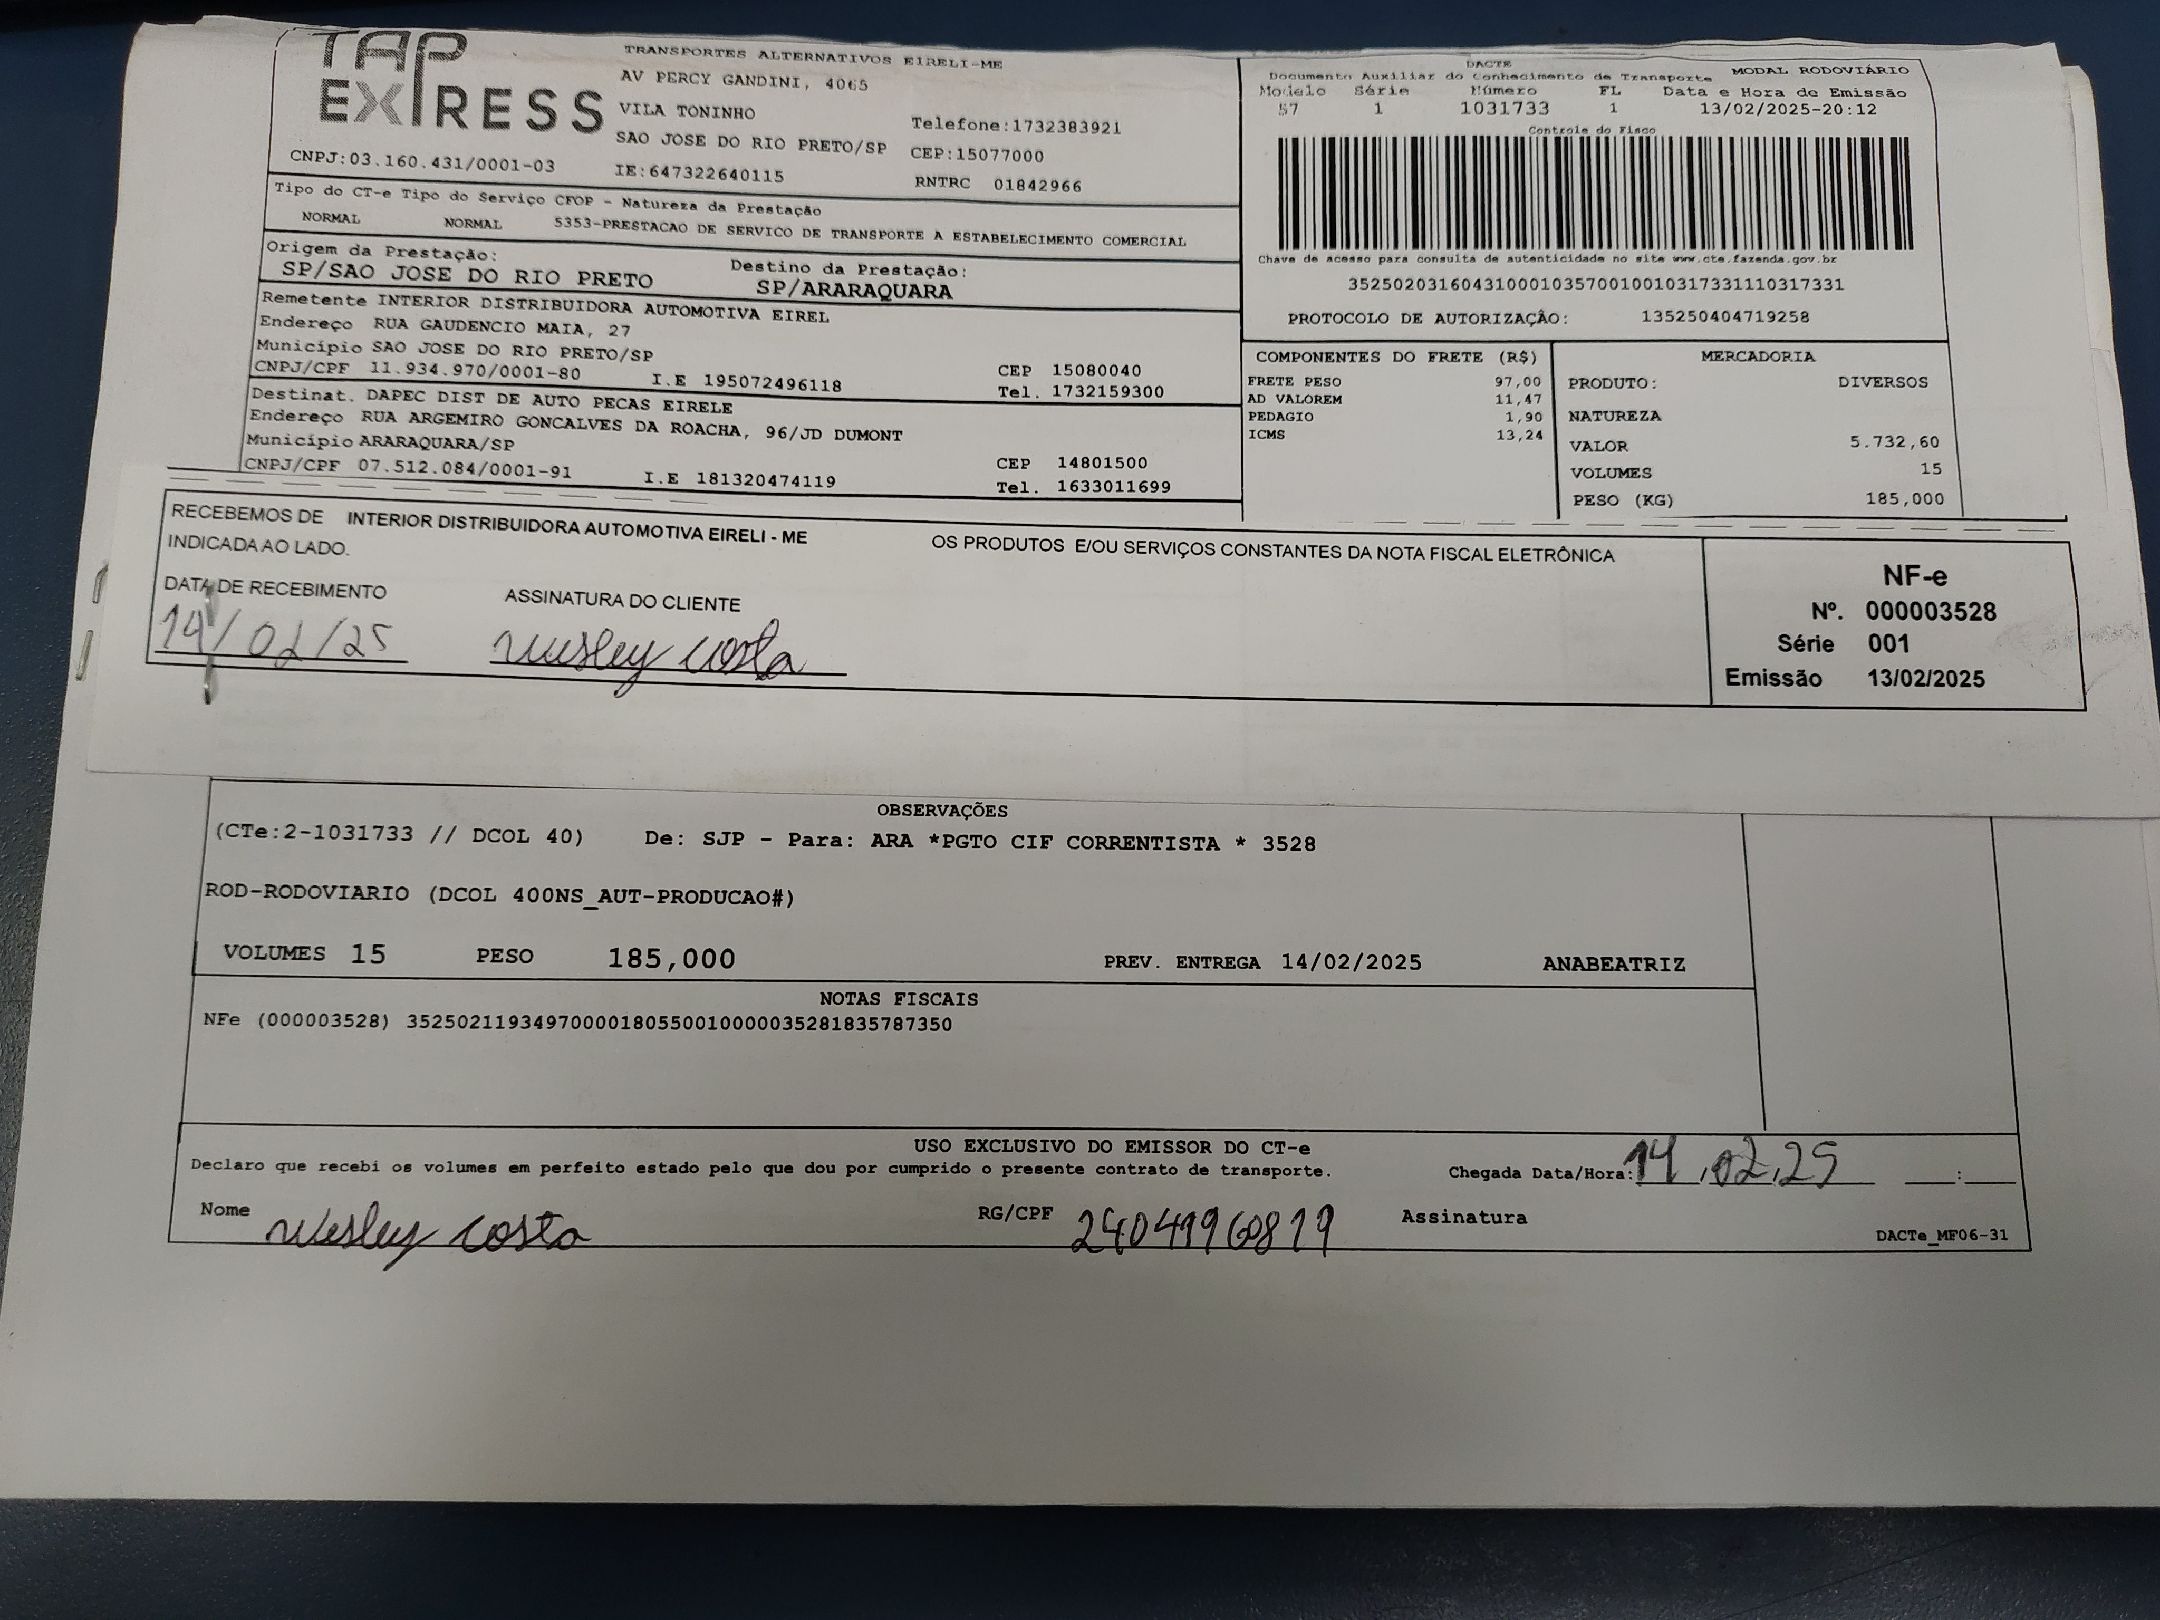 TAP
EXPRESS
TRANSPORTES ALTERNATIVOS EIRELI-ME
AV PERCY GANDINI, 4065
VILA TONINHO
Telefone:1732383921
SAO JOSE DO RIO PRETO/SP CEP:15077000
CNPJ:03.160.431/0001-03 IE:647322640115 RNTRC 01842966
Tipo do CT-e Tipo do Serviço CFOP - Natureza da Prestação
NORMAL NORMAL 5353-PRESTACAO DE SERVICO DE TRANSPORTE A ESTABELECIMENTO COMERCIAL
Origem da Prestação: Destino da Prestação:
SP/SAO JOSE DO RIO PRETO SP/ARARAQUARA
Remetente INTERIOR DISTRIBUIDORA AUTOMOTIVA EIREL
Endereço RUA GAUDENCIO MAIA, 27
Município SAO JOSE DO RIO PRETO/SP CEP 15080040
CNPJ/CPF 11.934.970/0001-80 I.E 195072496118 Tel. 1732159300
Destinat. DAPEC DIST DE AUTO PECAS EIRELE
Endereço RUA ARGEMIRO GONCALVES DA ROACHA, 96/JD DUMONT
Município ARARAQUARA/SP CEP 14801500
CNPJ/CPF 07.512.084/0001-91 I.E 181320474119 Tel. 1633011699
DACTE
Documento Auxiliar do Conhecimento de Transporte MODAL RODOVIÁRIO
Modelo Série Número FL Data e Hora de Emissão
57 1 1031733 1 13/02/2025-20:12
Controle do Fisco
Chave de acesso para consulta de autenticidade no site www.cte.fazenda.gov.br
35250203160431000103570010010317331110317331
PROTOCOLO DE AUTORIZAÇÃO: 135250404719258
COMPONENTES DO FRETE (R$)
FRETE PESO 97,00
AD VALOREM 11,47
PEDAGIO 1,90
ICMS 13,24
MERCADORIA
PRODUTO: DIVERSOS
NATUREZA
VALOR 5.732,60
VOLUMES 15
PESO (KG) 185,000
RECEBEMOS DE INTERIOR DISTRIBUIDORA AUTOMOTIVA EIRELI - ME OS PRODUTOS E/OU SERVIÇOS CONSTANTES DA NOTA FISCAL ELETRÔNICA
INDICADA AO LADO.
DATA DE RECEBIMENTO ASSINATURA DO CLIENTE
14/02/25 Wesley Costa
NF-e
Nº. 000003528
Série 001
Emissão 13/02/2025
OBSERVAÇÕES
(CTe:2-1031733 // DCOL 40) De: SJP - Para: ARA *PGTO CIF CORRENTISTA * 3528
ROD-RODOVIARIO (DCOL 400NS_AUT-PRODUCAO#)
VOLUMES 15 PESO 185,000 PREV. ENTREGA 14/02/2025 ANABEATRIZ
NOTAS FISCAIS
NFe (000003528) 35250211934970000180550010000035281835787350
USO EXCLUSIVO DO EMISSOR DO CT-e
Declaro que recebi os volumes em perfeito estado pelo que dou por cumprido o presente contrato de transporte. Chegada Data/Hora: 14.02.25 :
Nome Wesley Costa RG/CPF 24041960819 Assinatura
DACTe_MF06-31